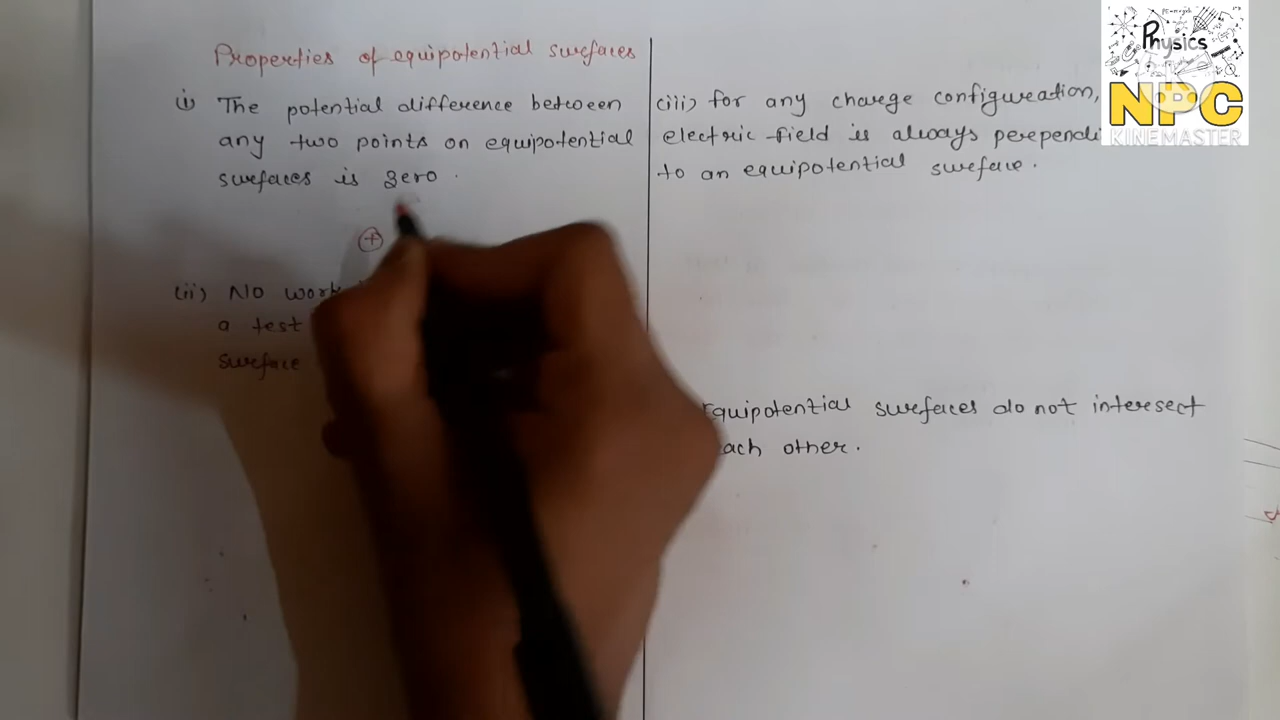 Properties of equipotential surfaces
(i) The potential difference between
any two points on equipotential
surfaces is zero.
+
(ii) No work
a test
surface
(iii) for any charge configuration,
electric field is always perpendi
to an equipotential surface.
Equipotential surfaces do not intersect
each other.
Physics
NPC
KINEMASTER